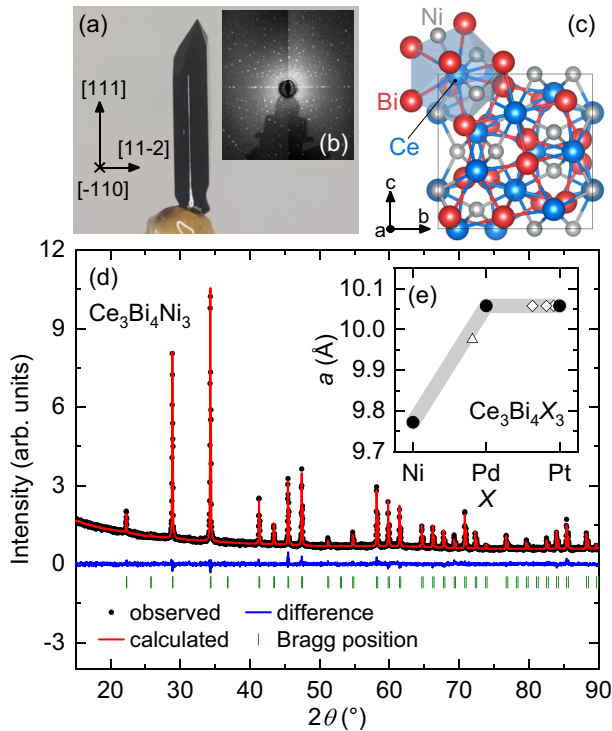 (a)
[111]
[11-2]
[-110]
(b)
Ni
(c)
Bi
Ce
c
a
b
(d)
Ce₃Bi₄Ni₃
Intensity (arb. units)
12
9
6
3
0
-3
observed
difference
calculated
Bragg position
20
30
40
50
60
70
80
90
2θ (°)
(e)
a (Å)
10.1
10.0
9.9
9.8
9.7
Ce₃Bi₄X₃
Ni
Pd
Pt
X